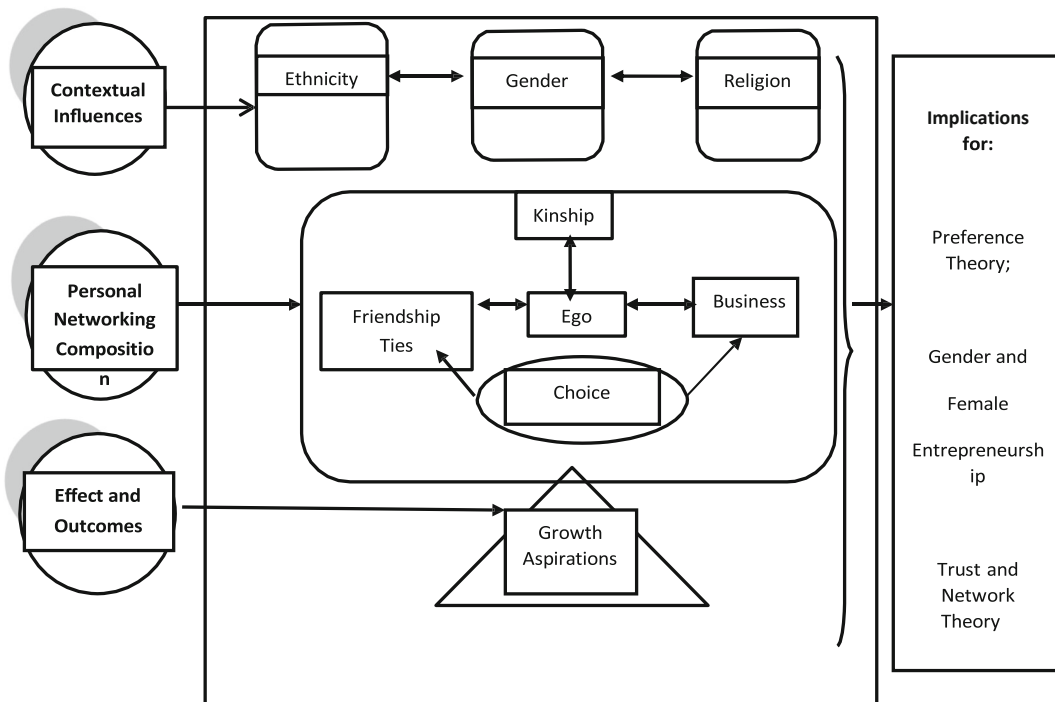 Contextual
Influences
Ethnicity
Gender
Religion
Implications
for:
Personal
Networking
Compositio
n
Kinship
Friendship
Ties
Ego
Business
Choice
Preference
Theory;
Gender and
Female
Entrepreneursh
ip
Effect and
Outcomes
Growth
Aspirations
Trust and
Network
Theory